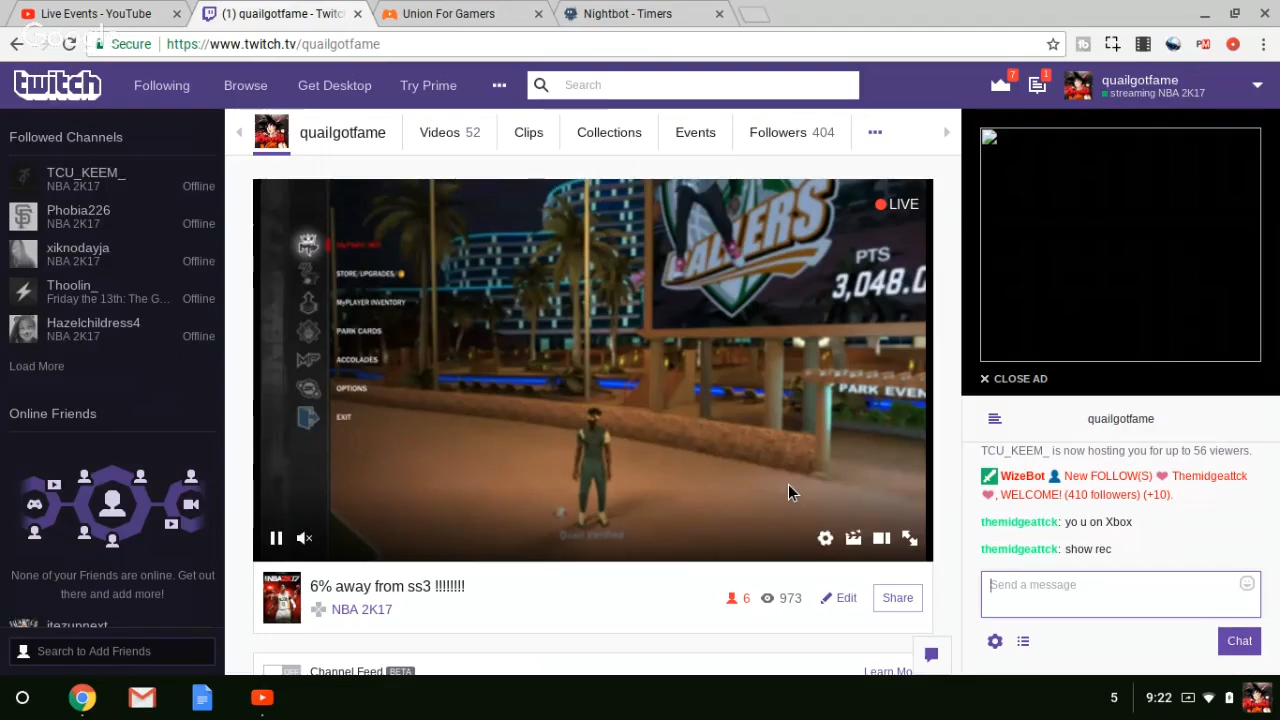 Live Events - YouTube
(1) quailgotfame - Twitch
Union For Gamers
Nightbot - Timers
Google
Secure
https://www.twitch.tv/quailgotfame
twitch
Following
Browse
Get Desktop
Try Prime
Search
7
1
quailgotfame
streaming NBA 2K17
Followed Channels
TCU_KEEM_
NBA 2K17
Offline
Phobia226
NBA 2K17
Offline
xiknodayja
NBA 2K17
Offline
Thoolin_
Friday the 13th: The G…
Offline
Hazelchildress4
NBA 2K17
Offline
Load More
Online Friends
None of your Friends are online. Get out
there and add more!
itezupnext
Search to Add Friends
quailgotfame
Videos 52
Clips
Collections
Events
Followers 404
LIVE
BALLERS
PTS
3,048.0
STORE/UPGRADES/
MyPLAYER INVENTORY
PARK CARDS
ACCOLADES
OPTIONS
EXIT
PARK EVEN
6% away from ss3 !!!!!!!!
NBA 2K17
6
973
Edit
Share
Channel Feed BETA
OFF
Learn Mo
CLOSE AD
quailgotfame
TCU_KEEM_ is now hosting you for up to 56 viewers.
WizeBot New FOLLOW(S) Themidgeattck
, WELCOME! (410 followers) (+10).
themidgeattck: yo u on Xbox
themidgeattck: show rec
Send a message
Chat
5
9:22